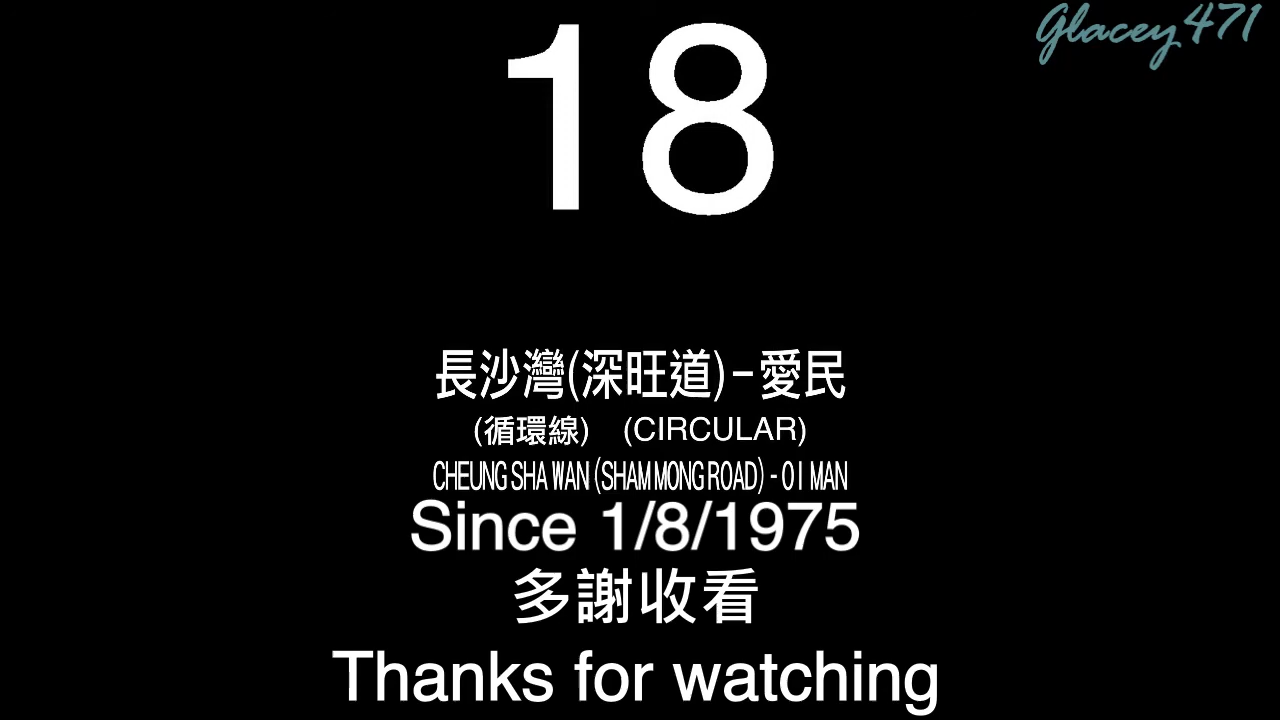 Glacey471
18
長沙灣(深旺道)-愛民
(循環線) (CIRCULAR)
CHEUNG SHA WAN (SHAM MONG ROAD) - OI MAN
Since 1/8/1975
多謝收看
Thanks for watching